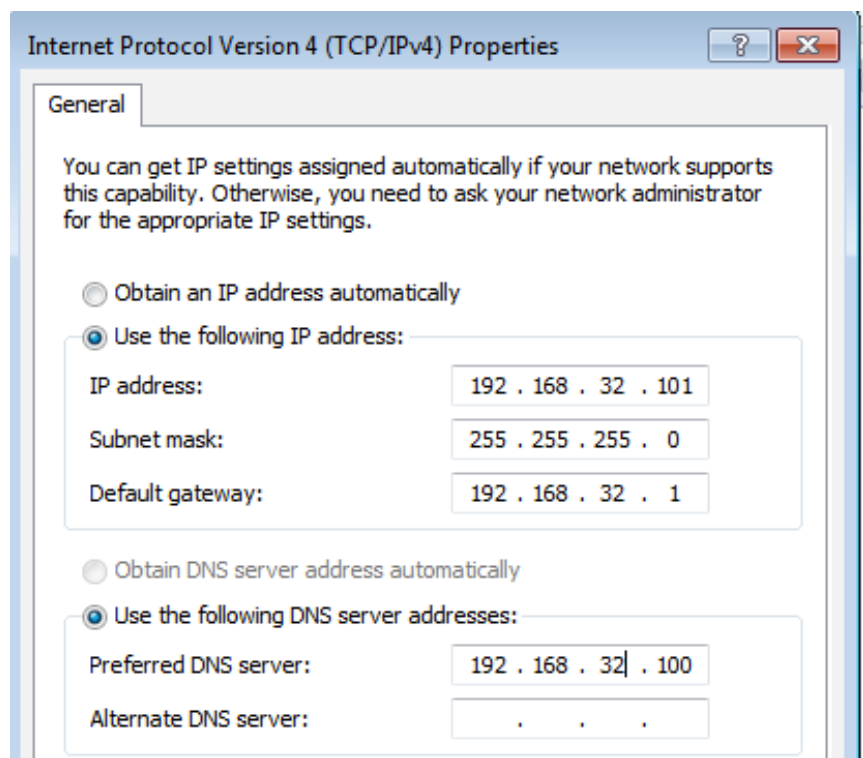 Internet Protocol Version 4 (TCP/IPv4) Properties
General
You can get IP settings assigned automatically if your network supports
this capability. Otherwise, you need to ask your network administrator
for the appropriate IP settings.
Obtain an IP address automatically
Use the following IP address:
IP address: 192 . 168 . 32 . 101
Subnet mask: 255 . 255 . 255 . 0
Default gateway: 192 . 168 . 32 . 1
Obtain DNS server address automatically
Use the following DNS server addresses:
Preferred DNS server: 192 . 168 . 32 . 100
Alternate DNS server: . . .